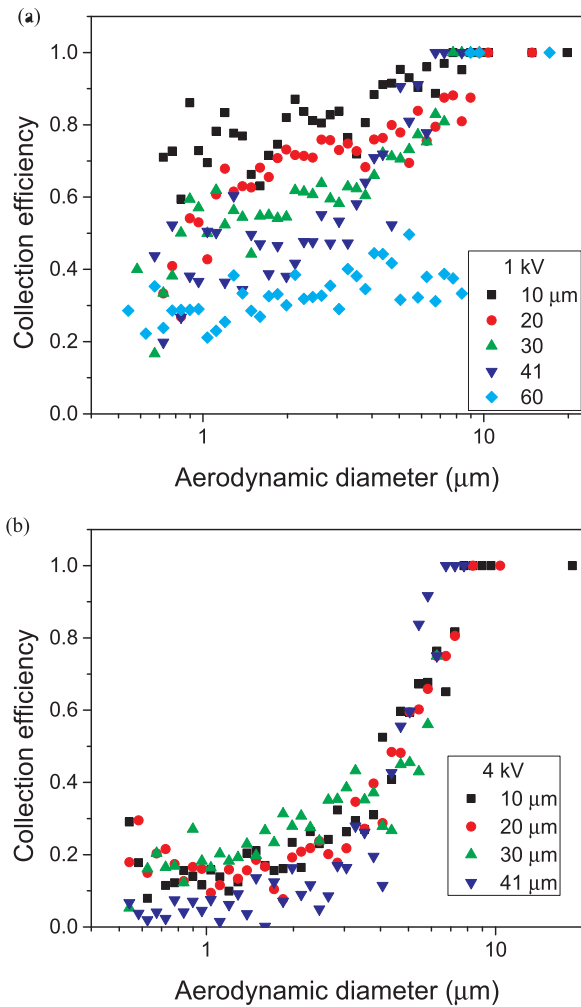 (a)
1.0
0.8
0.6
0.4
0.2
0.0
Collection efficiency
1 kV
10 μm
20
30
41
60
1
10
Aerodynamic diameter (μm)
(b)
1.0
0.8
0.6
0.4
0.2
0.0
Collection efficiency
4 kV
10 μm
20 μm
30 μm
41 μm
1
10
Aerodynamic diameter (μm)